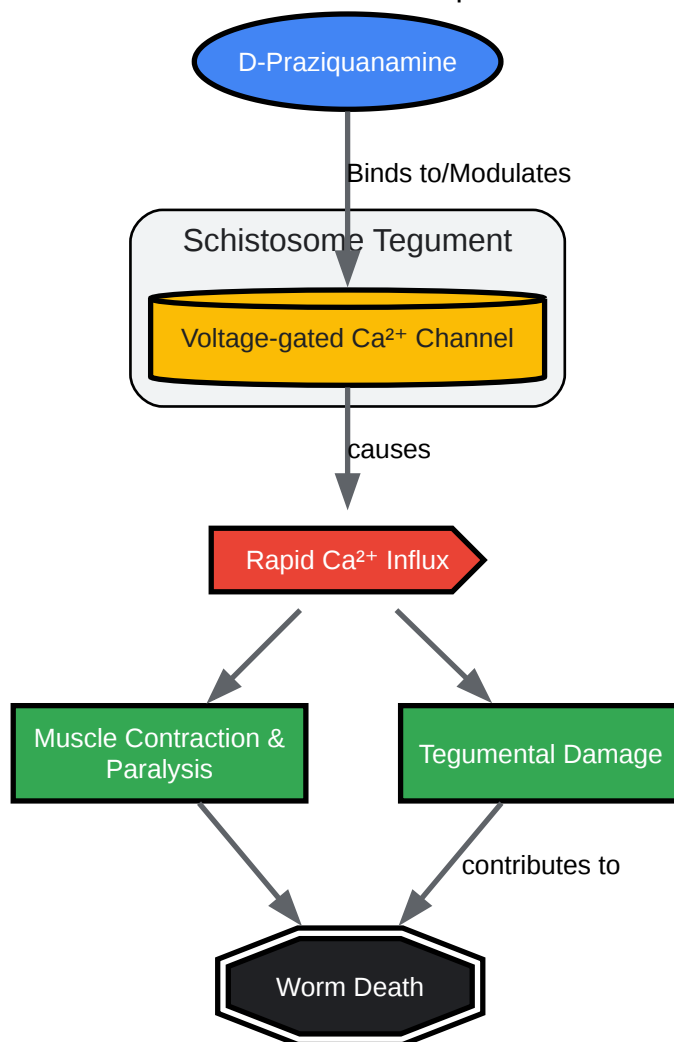 D-Praziquanamine
Binds to/Modulates
Schistosome Tegument
Voltage-gated Ca²⁺ Channel
causes
Rapid Ca²⁺ Influx
Muscle Contraction &
Paralysis
Tegumental Damage
contributes to
Worm Death